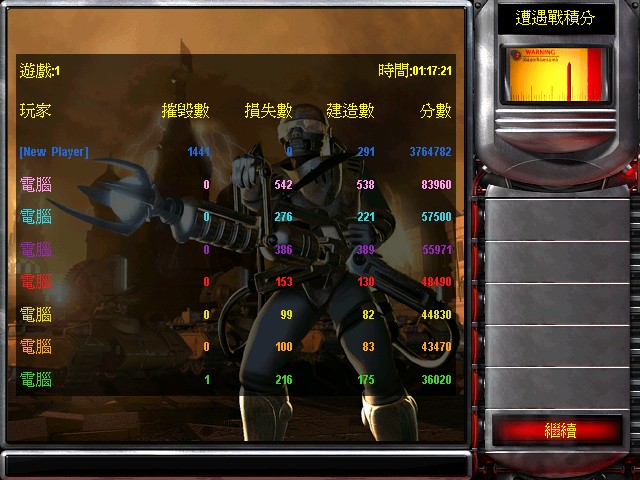 遭遇戰積分
WARNING
遊戲:1 時間:01:17:21
玩家 摧毀數 損失數 建造數 分數
[New Player] 1441 0 291 3764782
電腦 0 542 538 83960
電腦 0 276 221 57500
電腦 0 386 389 55971
電腦 0 153 130 48490
電腦 0 99 82 44830
電腦 0 100 83 43470
電腦 1 216 175 36020
繼續